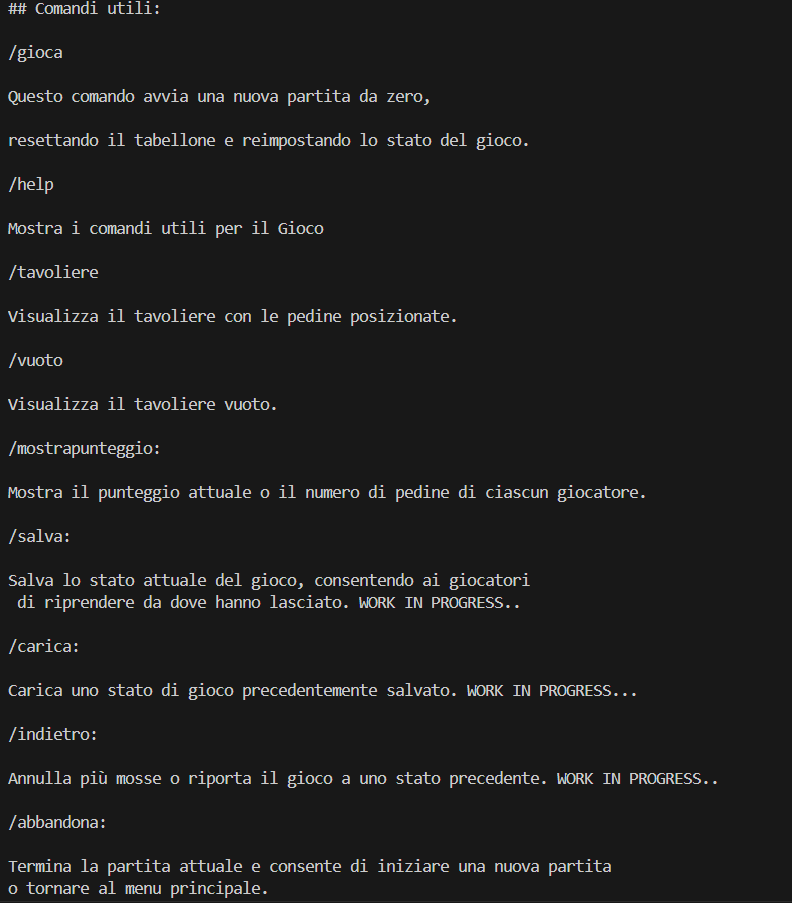 ## Comandi utili:
/gioca
Questo comando avvia una nuova partita da zero,
resettando il tabellone e reimpostando lo stato del gioco.
/help
Mostra i comandi utili per il Gioco
/tavoliere
Visualizza il tavoliere con le pedine posizionate.
/vuoto
Visualizza il tavoliere vuoto.
/mostrapunteggio:
Mostra il punteggio attuale o il numero di pedine di ciascun giocatore.
/salva:
Salva lo stato attuale del gioco, consentendo ai giocatori
di riprendere da dove hanno lasciato. WORK IN PROGRESS..
/carica:
Carica uno stato di gioco precedentemente salvato. WORK IN PROGRESS...
/indietro:
Annulla più mosse o riporta il gioco a uno stato precedente. WORK IN PROGRESS..
/abbandona:
Termina la partita attuale e consente di iniziare una nuova partita
o tornare al menu principale.